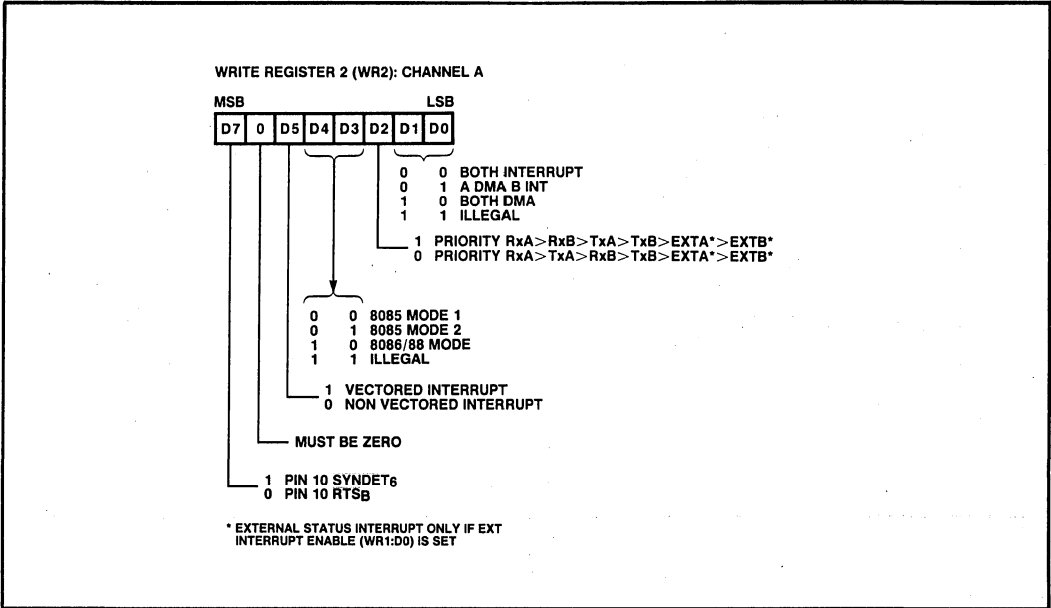 WRITE REGISTER 2 (WR2): CHANNEL A
MSB LSB
D7 0 D5 D4 D3 D2 D1 D0
0 0 BOTH INTERRUPT
0 1 A DMA B INT
1 0 BOTH DMA
1 1 ILLEGAL
1 PRIORITY RxA>RxB>TxA>TxB>EXTA*>EXTB*
0 PRIORITY RxA>TxA>RxB>TxB>EXTA*>EXTB*
0 0 8085 MODE 1
0 1 8085 MODE 2
1 0 8086/88 MODE
1 1 ILLEGAL
1 VECTORED INTERRUPT
0 NON VECTORED INTERRUPT
MUST BE ZERO
1 PIN 10 SYNDET6
0 PIN 10 RTSB
* EXTERNAL STATUS INTERRUPT ONLY IF EXT
INTERRUPT ENABLE (WR1:D0) IS SET